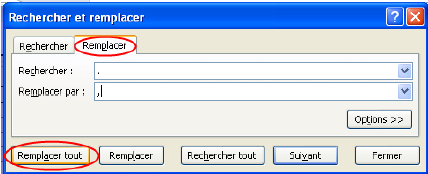 Rechercher et remplacer
Rechercher Remplacer
Rechercher : .
Remplacer par : ,
Options >>
Remplacer tout Remplacer Rechercher tout Suivant Fermer